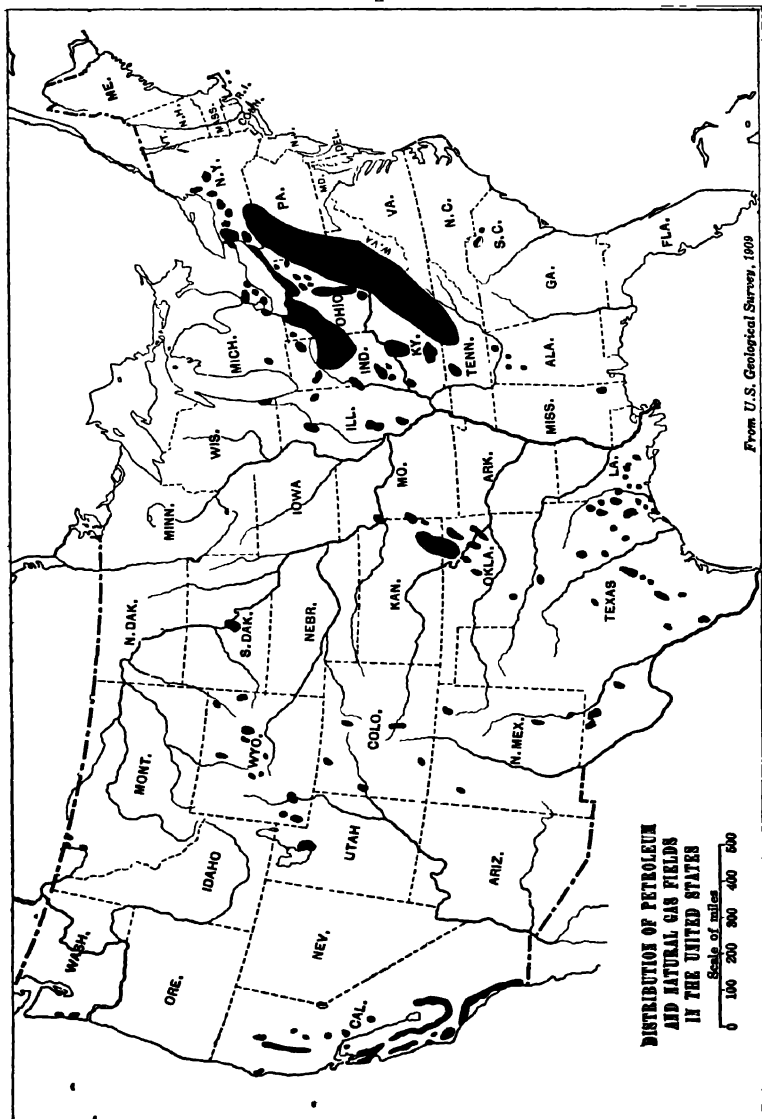 DISTRIBUTION OF PETROLEUM
AND NATURAL GAS FIELDS
IN THE UNITED STATES
Scale of miles
0 100 200 300 400 500
From U.S. Geological Survey, 1909
WASH.
ORE.
CAL.
NEV.
IDAHO
MONT.
WYO.
UTAH
ARIZ.
COLO.
N. MEX.
N. DAK.
S. DAK.
NEBR.
KAN.
OKLA.
TEXAS
MINN.
IOWA
MO.
ARK.
LA.
WIS.
ILL.
MICH.
IND.
OHIO
KY.
TENN.
MISS.
ALA.
GA.
FLA.
S. C.
N. C.
VA.
W. VA
MD.
DEL.
PA.
N. Y.
VT.
N.H.
MASS.
R. I.
CONN.
ME.